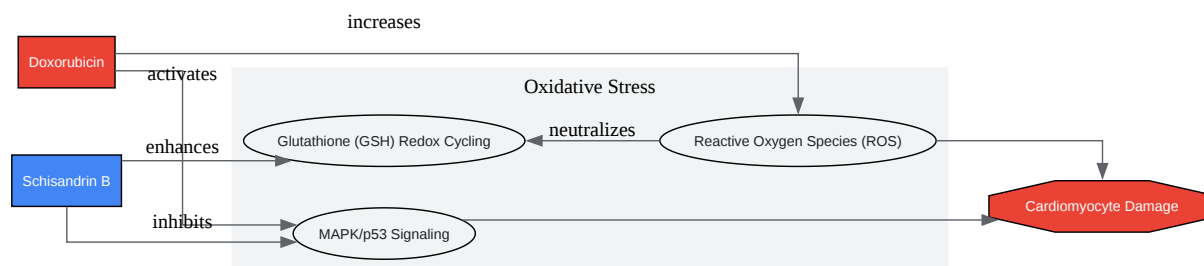 increases
Doxorubicin
activates
Oxidative Stress
Glutathione (GSH) Redox Cycling
neutralizes
Reactive Oxygen Species (ROS)
enhances
Schisandrin B
Cardiomyocyte Damage
inhibits
MAPK/p53 Signaling